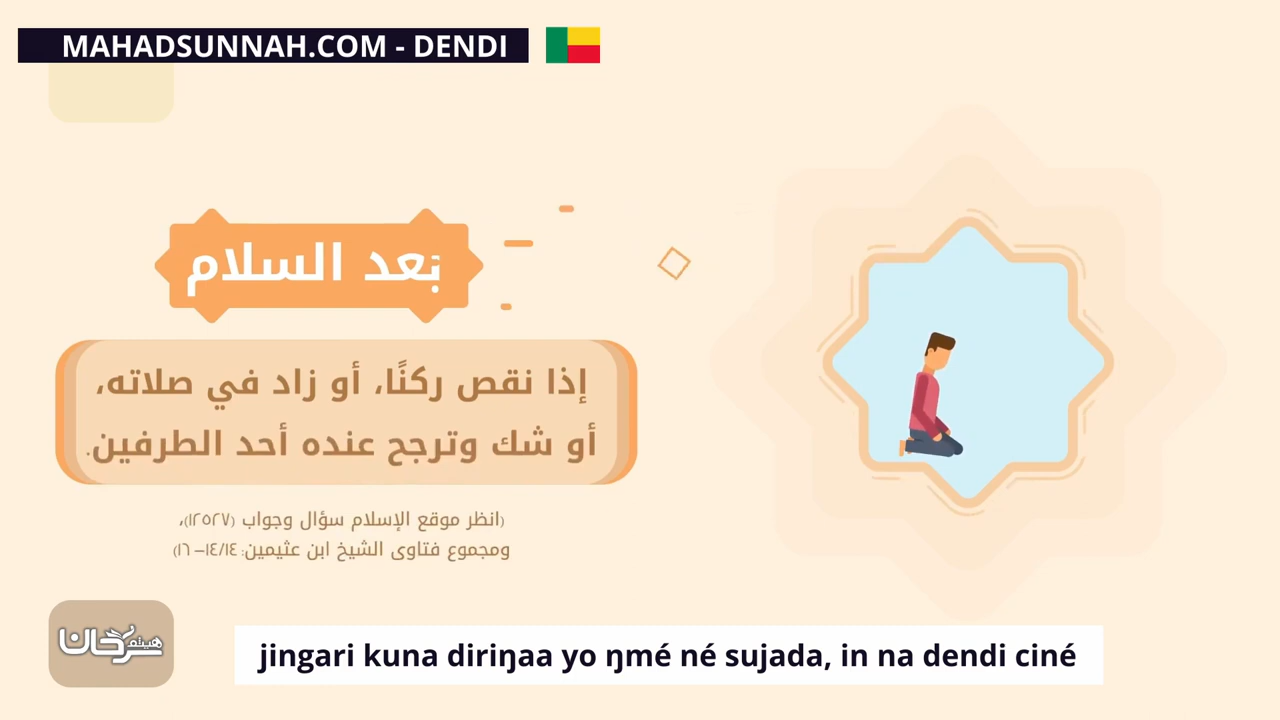 MAHADSUNNAH.COM - DENDI
بعد السلام
إذا نقص ركنًا، أو زاد في صلاته،
أو شك وترجح عنده أحد الطرفين.
(انظر موقع الإسلام سؤال وجواب (١٢٥٢٧)،
ومجموع فتاوى الشيخ ابن عثيمين: ١٤/١٤–١٦)
هيثم سرحان
jingari kuna diriŋaa yo ŋmé né sujada, in na dendi ciné